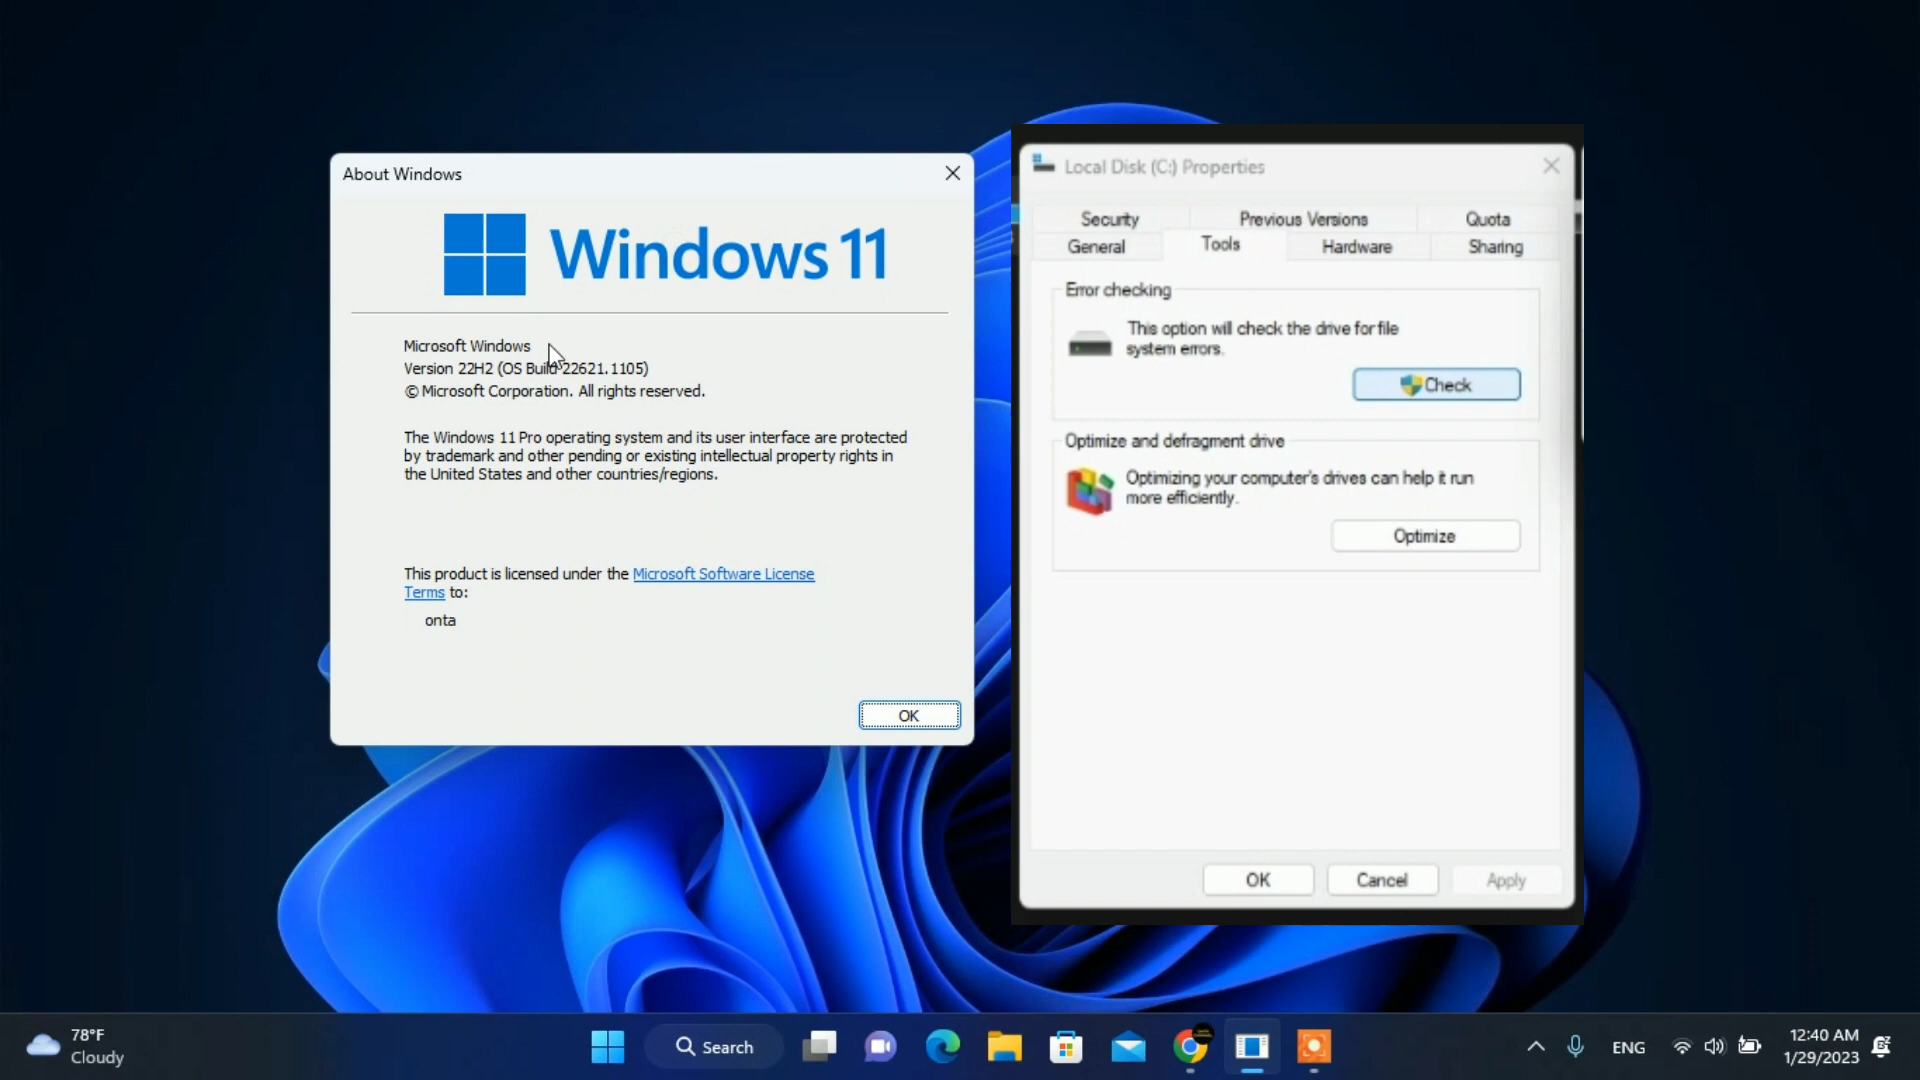 About Windows
Windows 11
Microsoft Windows
Version 22H2 (OS Build 22621.1105)
© Microsoft Corporation. All rights reserved.
The Windows 11 Pro operating system and its user interface are protected
by trademark and other pending or existing intellectual property rights in
the United States and other countries/regions.
This product is licensed under the Microsoft Software License
Terms to:
onta
OK
Local Disk (C:) Properties
Security Previous Versions Quota
General Tools Hardware Sharing
Error checking
This option will check the drive for file
system errors.
Check
Optimize and defragment drive
Optimizing your computer's drives can help it run
more efficiently.
Optimize
OK Cancel Apply
78°F
Cloudy
Search
ENG
12:40 AM
1/29/2023